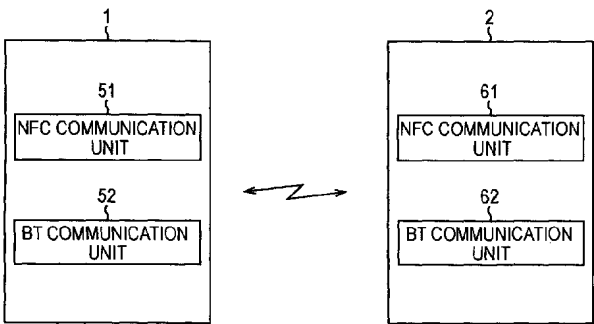 1
2
51
NFC COMMUNICATION
UNIT
52
BT COMMUNICATION
UNIT
61
NFC COMMUNICATION
UNIT
62
BT COMMUNICATION
UNIT